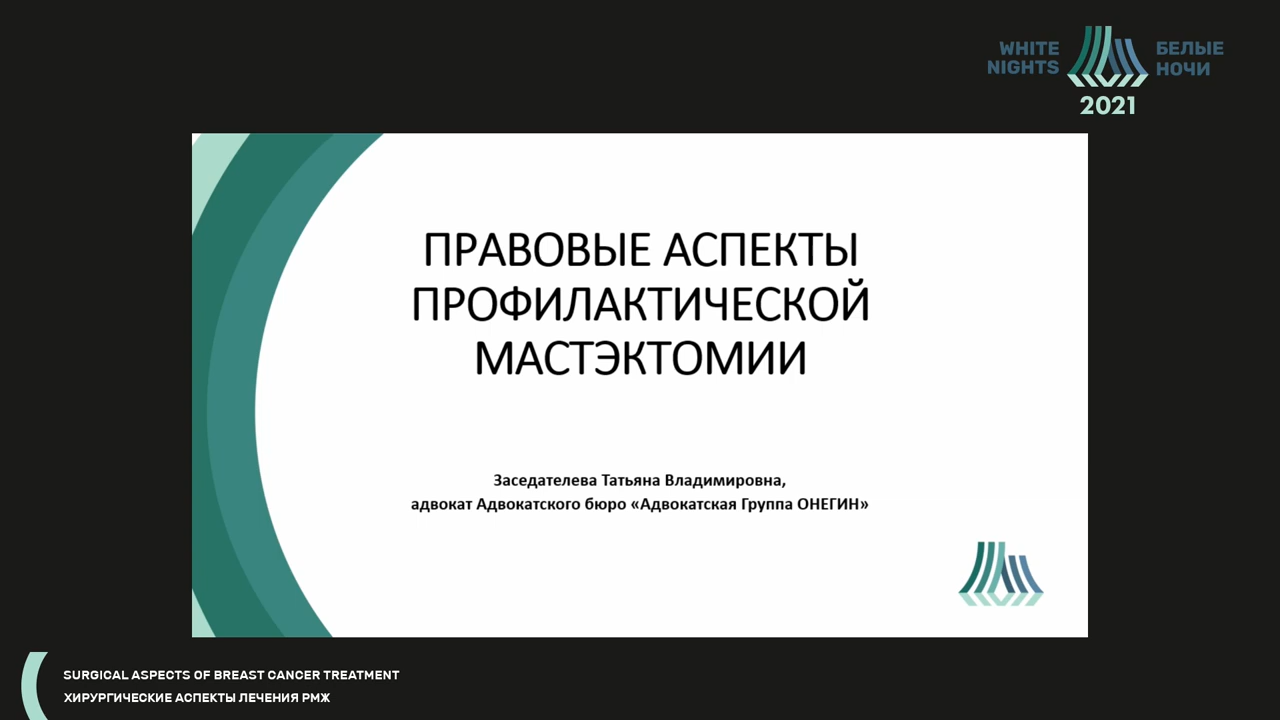 WHITE
NIGHTS
БЕЛЫЕ
НОЧИ
2021
ПРАВОВЫЕ АСПЕКТЫ
ПРОФИЛАКТИЧЕСКОЙ
МАСТЭКТОМИИ
Заседателева Татьяна Владимировна,
адвокат Адвокатского бюро «Адвокатская Группа ОНЕГИН»
SURGICAL ASPECTS OF BREAST CANCER TREATMENT
ХИРУРГИЧЕСКИЕ АСПЕКТЫ ЛЕЧЕНИЯ РМЖ